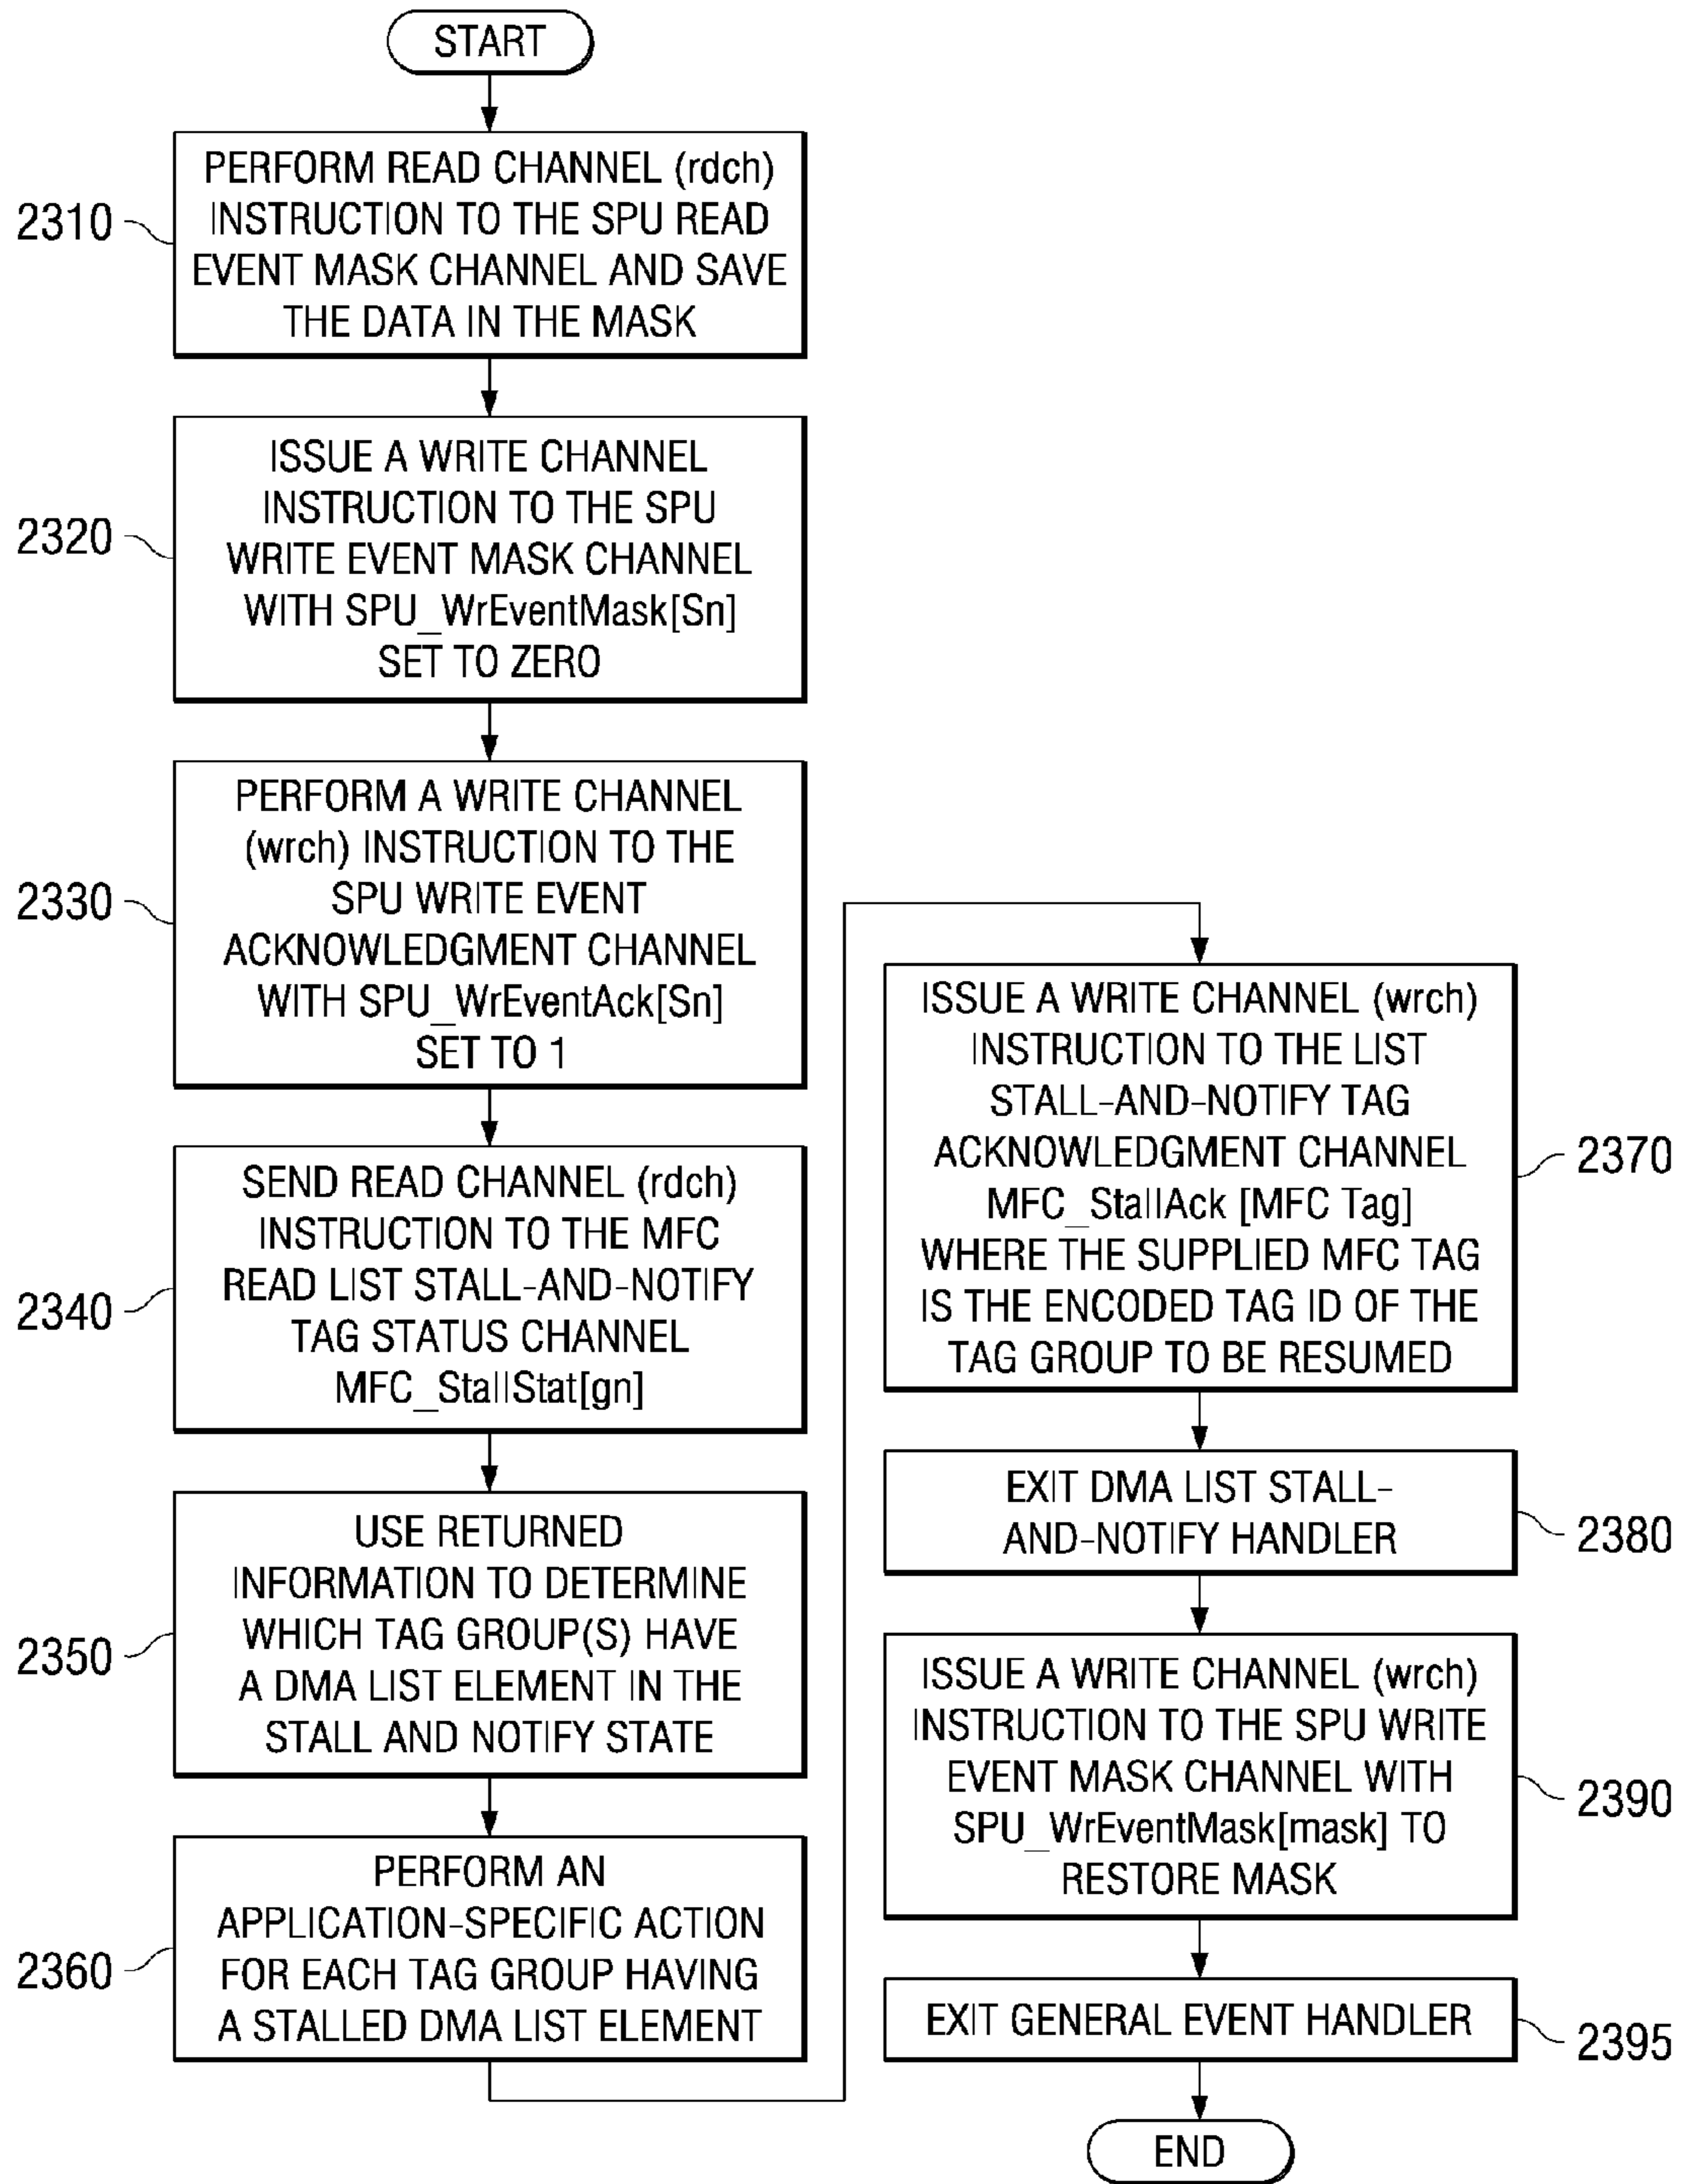 START
2310
PERFORM READ CHANNEL (rdch)
INSTRUCTION TO THE SPU READ
EVENT MASK CHANNEL AND SAVE
THE DATA IN THE MASK
2320
ISSUE A WRITE CHANNEL
INSTRUCTION TO THE SPU
WRITE EVENT MASK CHANNEL
WITH SPU_WrEventMask[Sn]
SET TO ZERO
2330
PERFORM A WRITE CHANNEL
(wrch) INSTRUCTION TO THE
SPU WRITE EVENT
ACKNOWLEDGMENT CHANNEL
WITH SPU_WrEventAck[Sn]
SET TO 1
2340
SEND READ CHANNEL (rdch)
INSTRUCTION TO THE MFC
READ LIST STALL-AND-NOTIFY
TAG STATUS CHANNEL
MFC_StallStat[gn]
2350
USE RETURNED
INFORMATION TO DETERMINE
WHICH TAG GROUP(S) HAVE
A DMA LIST ELEMENT IN THE
STALL AND NOTIFY STATE
2360
PERFORM AN
APPLICATION-SPECIFIC ACTION
FOR EACH TAG GROUP HAVING
A STALLED DMA LIST ELEMENT
ISSUE A WRITE CHANNEL (wrch)
INSTRUCTION TO THE LIST
STALL-AND-NOTIFY TAG
ACKNOWLEDGMENT CHANNEL
MFC_StallAck [MFC Tag]
WHERE THE SUPPLIED MFC TAG
IS THE ENCODED TAG ID OF THE
TAG GROUP TO BE RESUMED
2370
EXIT DMA LIST STALL-
AND-NOTIFY HANDLER
2380
ISSUE A WRITE CHANNEL (wrch)
INSTRUCTION TO THE SPU WRITE
EVENT MASK CHANNEL WITH
SPU_WrEventMask[mask] TO
RESTORE MASK
2390
EXIT GENERAL EVENT HANDLER
2395
END